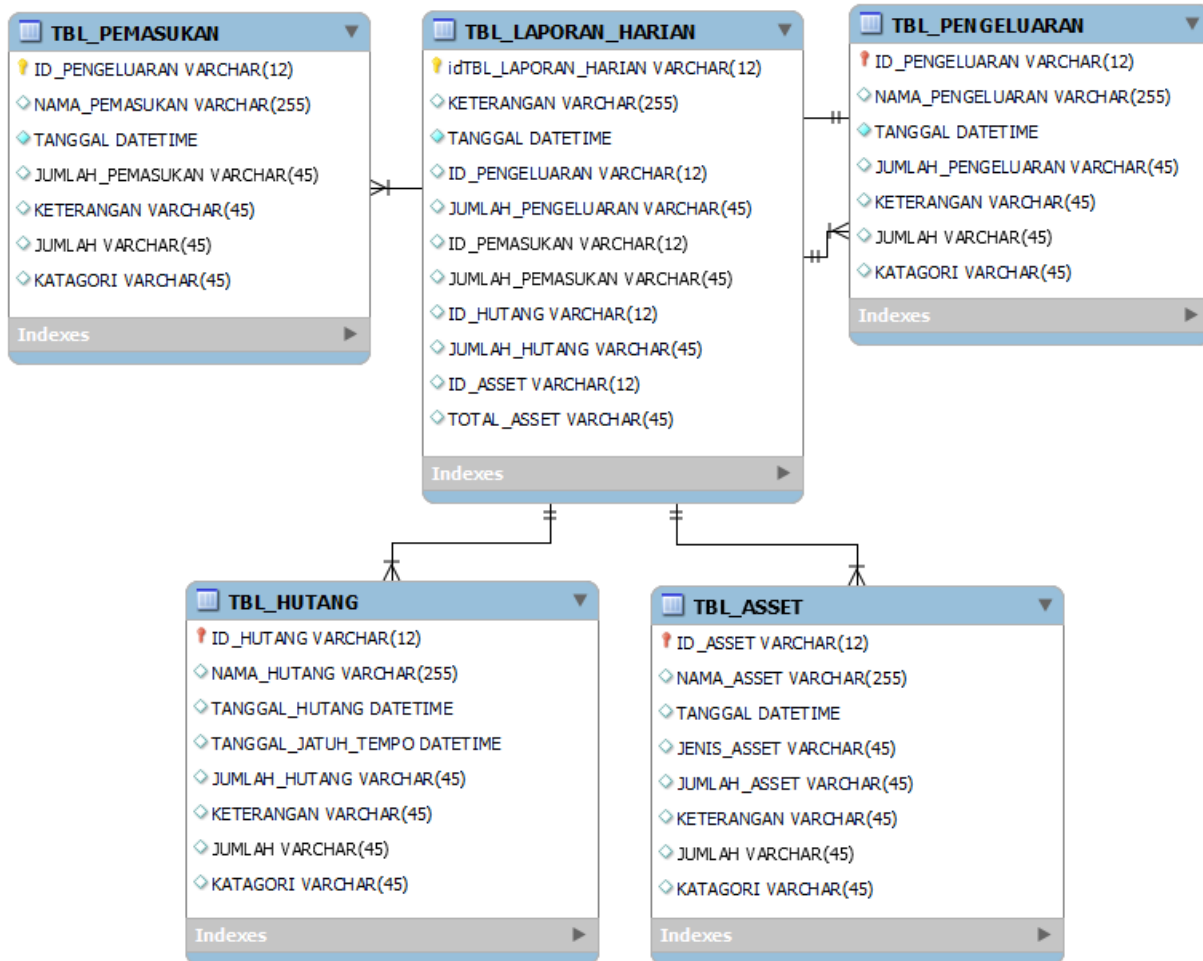 TBL_PEMASUKAN
ID_PENGELUARAN VARCHAR(12)
NAMA_PEMASUKAN VARCHAR(255)
TANGGAL DATETIME
JUMLAH_PEMASUKAN VARCHAR(45)
KETERANGAN VARCHAR(45)
JUMLAH VARCHAR(45)
KATAGORI VARCHAR(45)
Indexes
TBL_LAPORAN_HARIAN
idTBL_LAPORAN_HARIAN VARCHAR(12)
KETERANGAN VARCHAR(255)
TANGGAL DATETIME
ID_PENGELUARAN VARCHAR(12)
JUMLAH_PENGELUARAN VARCHAR(45)
ID_PEMASUKAN VARCHAR(12)
JUMLAH_PEMASUKAN VARCHAR(45)
ID_HUTANG VARCHAR(12)
JUMLAH_HUTANG VARCHAR(45)
ID_ASSET VARCHAR(12)
TOTAL_ASSET VARCHAR(45)
Indexes
TBL_PENGELUARAN
ID_PENGELUARAN VARCHAR(12)
NAMA_PENGELUARAN VARCHAR(255)
TANGGAL DATETIME
JUMLAH_PENGELUARAN VARCHAR(45)
KETERANGAN VARCHAR(45)
JUMLAH VARCHAR(45)
KATAGORI VARCHAR(45)
Indexes
TBL_HUTANG
ID_HUTANG VARCHAR(12)
NAMA_HUTANG VARCHAR(255)
TANGGAL_HUTANG DATETIME
TANGGAL_JATUH_TEMPO DATETIME
JUMLAH_HUTANG VARCHAR(45)
KETERANGAN VARCHAR(45)
JUMLAH VARCHAR(45)
KATAGORI VARCHAR(45)
Indexes
TBL_ASSET
ID_ASSET VARCHAR(12)
NAMA_ASSET VARCHAR(255)
TANGGAL DATETIME
JENIS_ASSET VARCHAR(45)
JUMLAH_ASSET VARCHAR(45)
KETERANGAN VARCHAR(45)
JUMLAH VARCHAR(45)
KATAGORI VARCHAR(45)
Indexes